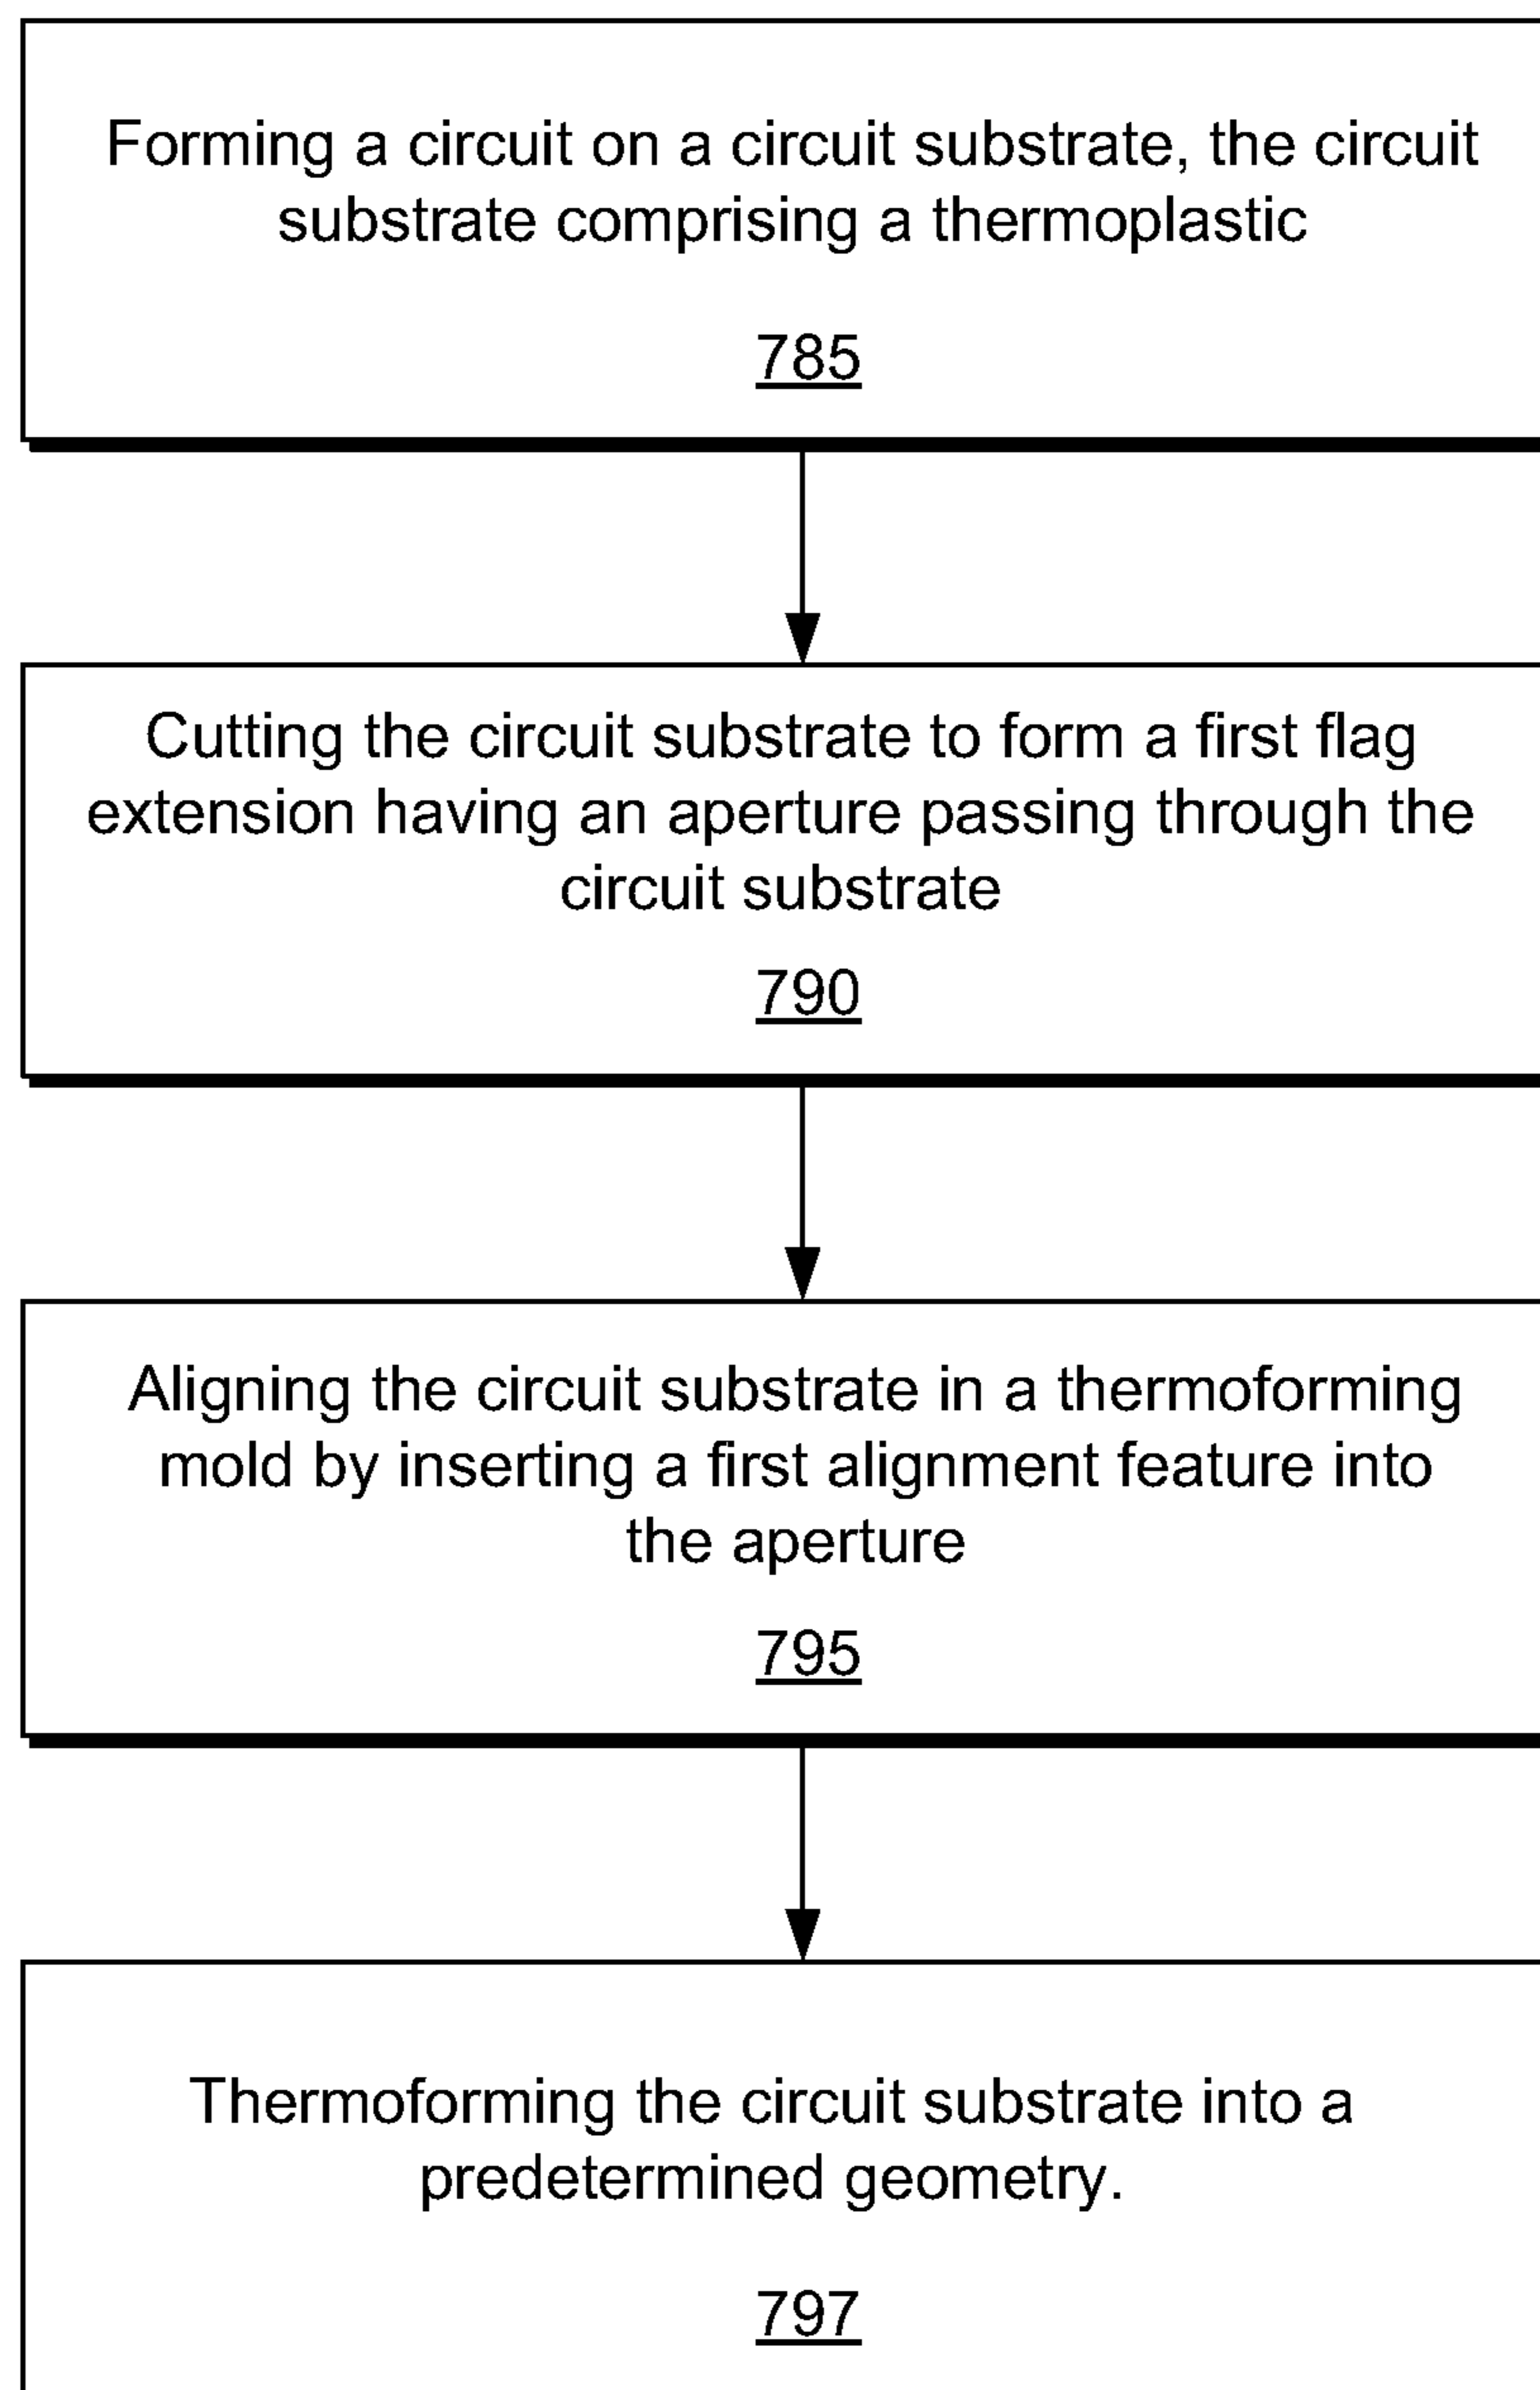 Forming a circuit on a circuit substrate, the circuit
substrate comprising a thermoplastic
785
Cutting the circuit substrate to form a first flag
extension having an aperture passing through the
circuit substrate
790
Aligning the circuit substrate in a thermoforming
mold by inserting a first alignment feature into
the aperture
795
Thermoforming the circuit substrate into a
predetermined geometry.
797